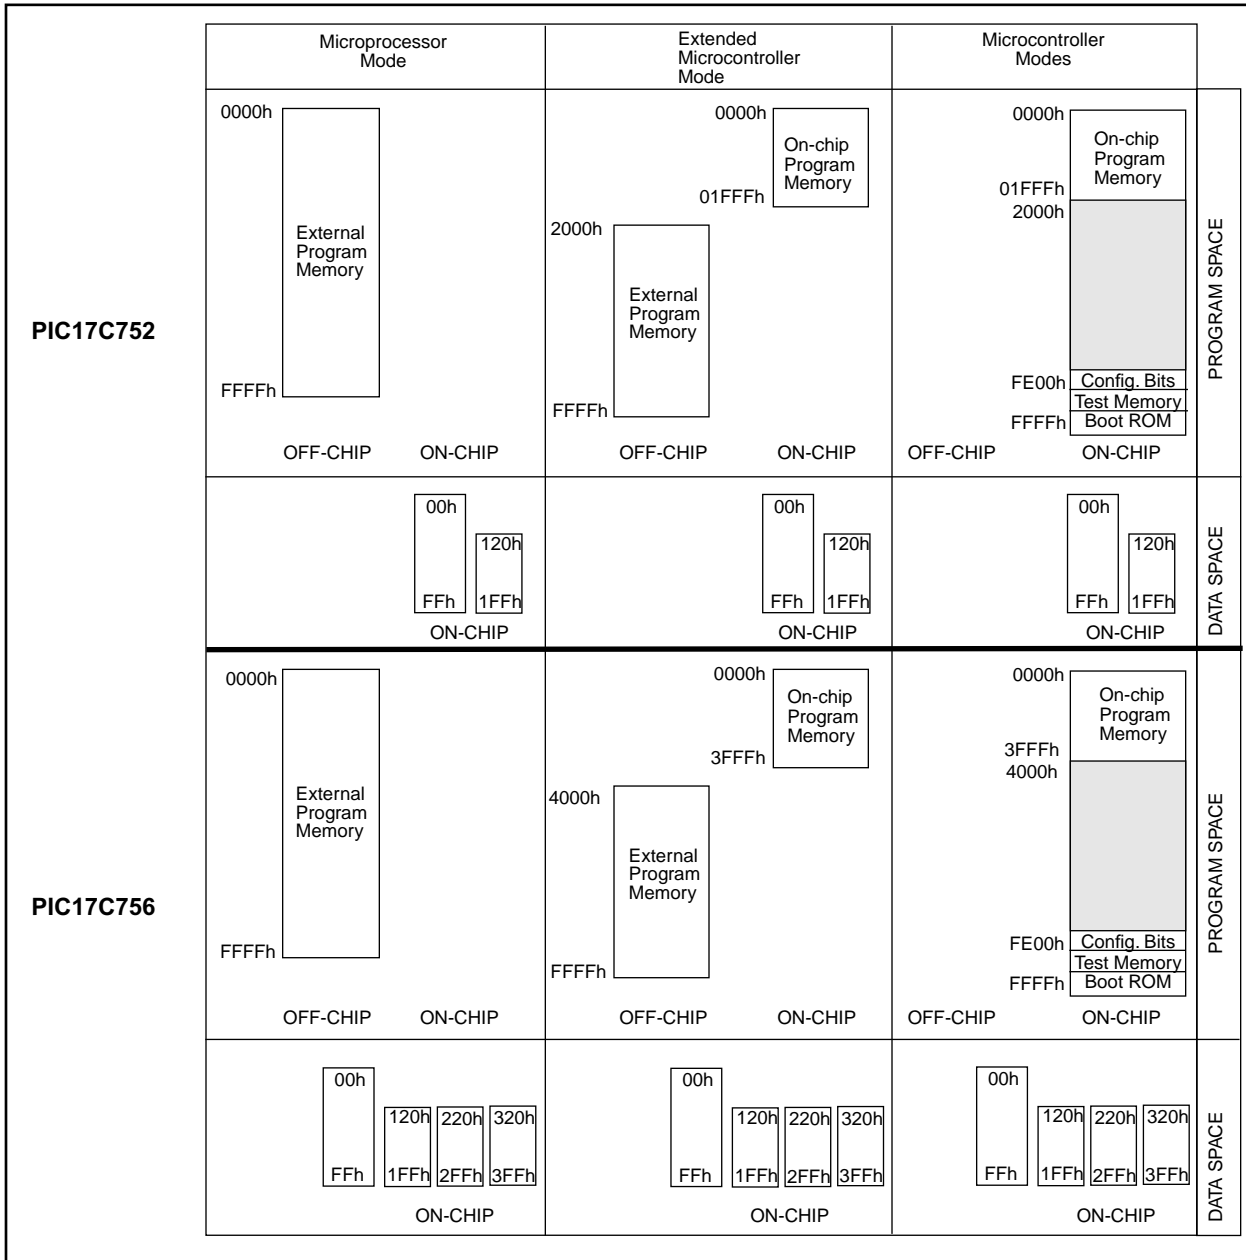 Microprocessor
Mode
Extended
Microcontroller
Mode
Microcontroller
Modes
PIC17C752
0000h
External
Program
Memory
FFFFh
OFF-CHIP ON-CHIP
0000h
On-chip
Program
Memory
01FFFh
2000h
External
Program
Memory
FFFFh
OFF-CHIP ON-CHIP
0000h
On-chip
Program
Memory
01FFFh
2000h
FE00h Config. Bits
Test Memory
FFFFh Boot ROM
OFF-CHIP ON-CHIP
PROGRAM SPACE
00h
120h
FFh 1FFh
ON-CHIP
00h
120h
FFh 1FFh
ON-CHIP
00h
120h
FFh 1FFh
ON-CHIP
DATA SPACE
PIC17C756
0000h
External
Program
Memory
FFFFh
OFF-CHIP ON-CHIP
0000h
On-chip
Program
Memory
3FFFh
4000h
External
Program
Memory
FFFFh
OFF-CHIP ON-CHIP
0000h
On-chip
Program
Memory
3FFFh
4000h
FE00h Config. Bits
Test Memory
FFFFh Boot ROM
OFF-CHIP ON-CHIP
PROGRAM SPACE
00h
120h 220h 320h
FFh 1FFh 2FFh 3FFh
ON-CHIP
00h
120h 220h 320h
FFh 1FFh 2FFh 3FFh
ON-CHIP
00h
120h 220h 320h
FFh 1FFh 2FFh 3FFh
ON-CHIP
DATA SPACE